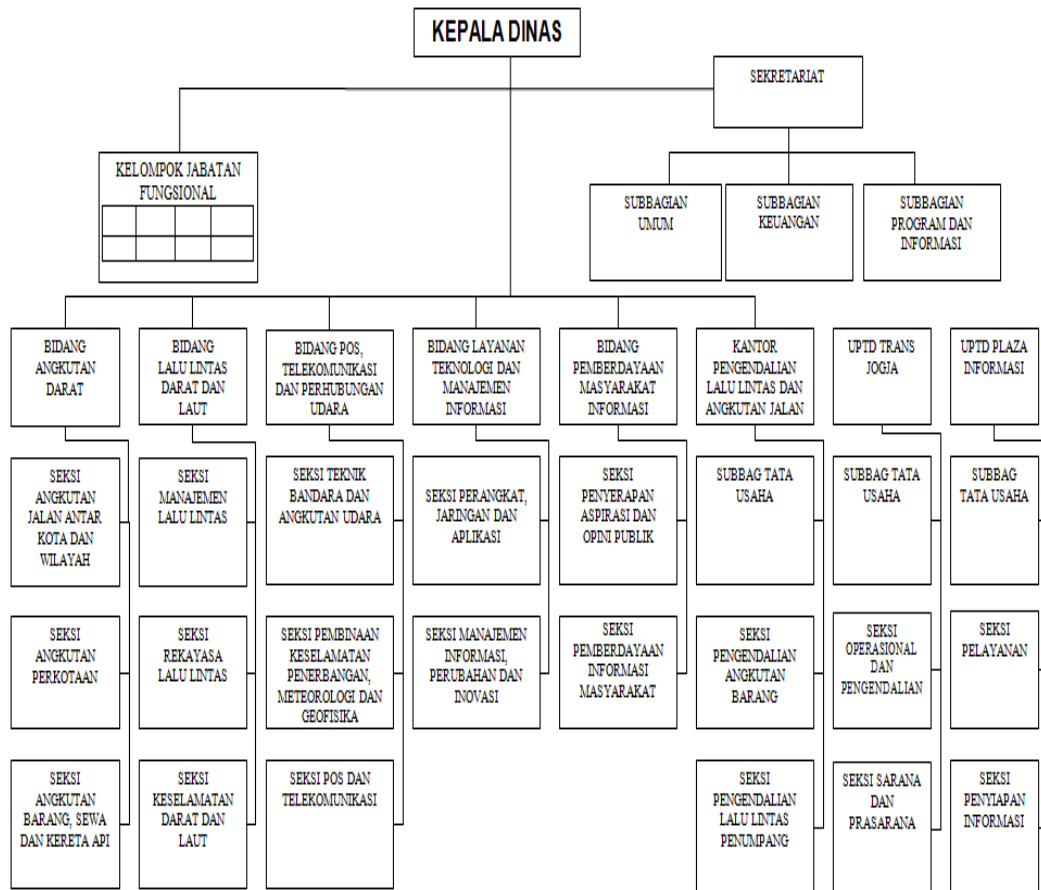 KEPALA DINAS
SEKRETARIAT
KELOMPOK JABATAN
FUNGSIONAL
SUBBAGIAN
UMUM
SUBBAGIAN
KEUANGAN
SUBBAGIAN
PROGRAM DAN
INFORMASI
BIDANG
ANGKUTAN
DARAT
BIDANG
LALU LINTAS
DARAT DAN
LAUT
BIDANG POS,
TELEKOMUNIKASI
DAN PERHUBUNGAN
UDARA
BIDANG LAYANAN
TEKNOLOGI DAN
MANAJEMEN
INFORMASI
BIDANG
PEMBERDAYAAN
MASYARAKAT
INFORMASI
KANTOR
PENGENDALIAN
LALU LINTAS DAN
ANGKUTAN JALAN
UPTD TRANS
JOGJA
UPTD PLAZA
INFORMASI
SEKSI
ANGKUTAN
JALAN ANTAR
KOTA DAN
WILAYAH
SEKSI
MANAJEMEN
LALU LINTAS
SEKSI TEKNIK
BANDARA DAN
ANGKUTAN UDARA
SEKSI PERANGKAT,
JARINGAN DAN
APLIKASI
SEKSI
PENYERAPAN
ASPIRASI DAN
OPINI PUBLIK
SUBBAG TATA
USAHA
SUBBAG TATA
USAHA
SUBBAG
TATA USAHA
SEKSI
ANGKUTAN
PERKOTAAN
SEKSI
REKAYASA
LALU LINTAS
SEKSI PEMBINAAN
KESELAMATAN
PENERBANGAN,
METEOROLOGI DAN
GEOFISIKA
SEKSI MANAJEMEN
INFORMASI,
PERUBAHAN DAN
INOVASI
SEKSI
PEMBERDAYAAN
INFORMASI
MASYARAKAT
SEKSI
PENGENDALIAN
ANGKUTAN
BARANG
SEKSI
OPERASIONAL
DAN
PENGENDALIAN
SEKSI
PELAYANAN
SEKSI
ANGKUTAN
BARANG, SEWA
DAN KERETA API
SEKSI
KESELAMATAN
DARAT DAN
LAUT
SEKSI POS DAN
TELEKOMUNIKASI
SEKSI
PENGENDALIAN
LALU LINTAS
PENUMPANG
SEKSI SARANA
DAN
PRASARANA
SEKSI
PENYIAPAN
INFORMASI